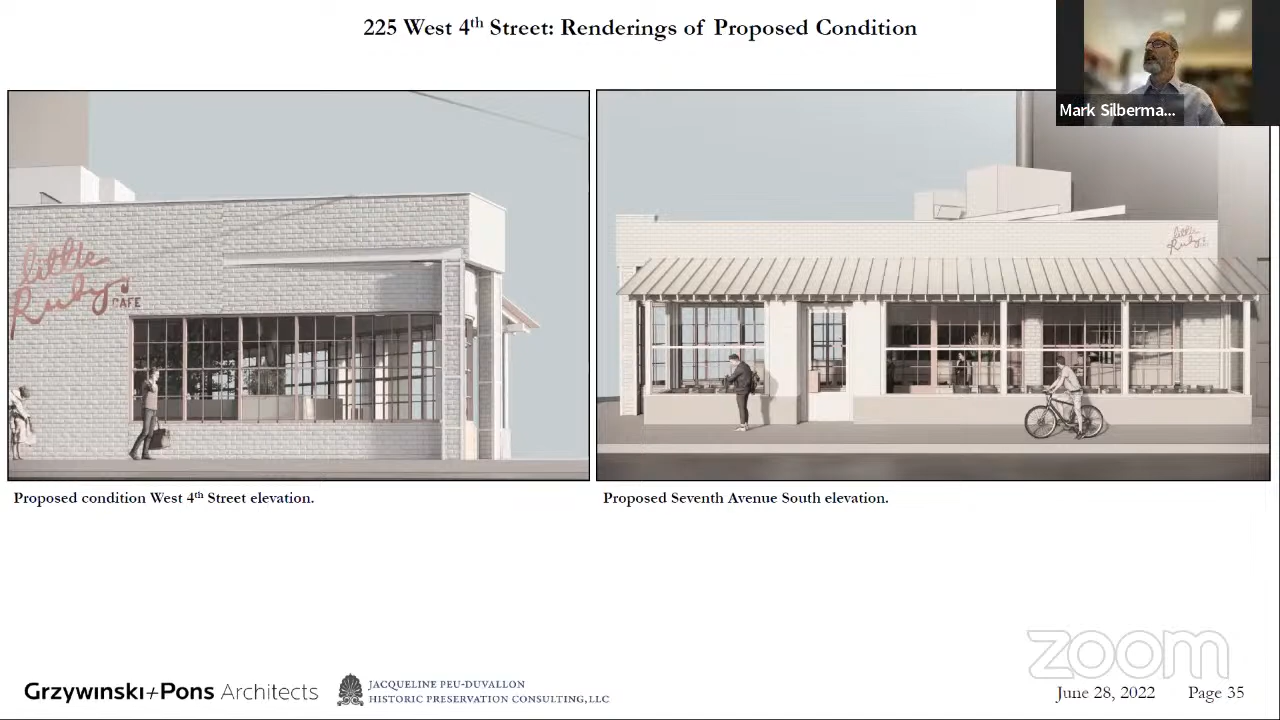 225 West 4th Street: Renderings of Proposed Condition
Mark Silberma...
little
Ruby's
CAFE
little
Ruby's
Proposed condition West 4th Street elevation.
Proposed Seventh Avenue South elevation.
zoom
Grzywinski+Pons Architects
JACQUELINE PEU-DUVALLON
HISTORIC PRESERVATION CONSULTING, LLC
June 28, 2022
Page 35